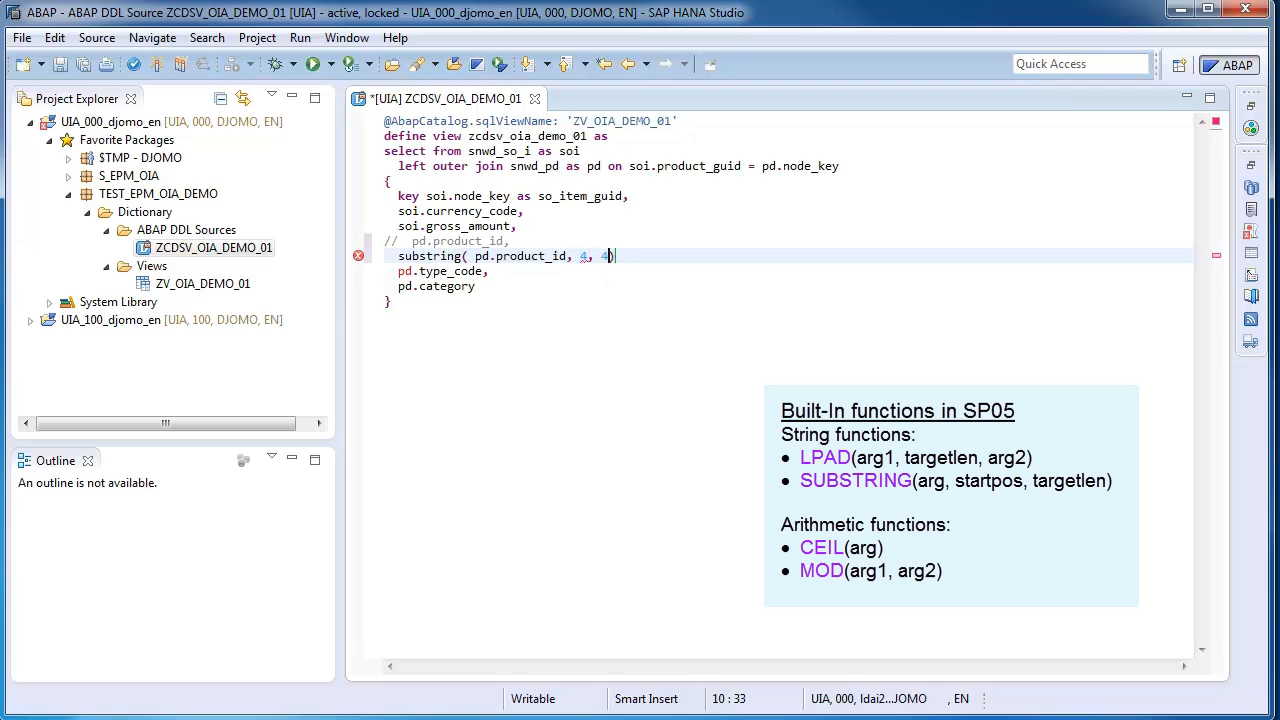 ABAP - ABAP DDL Source ZCDSV_OIA_DEMO_01 [UIA] - active, locked - UIA_000_djomo_en [UIA, 000, DJOMO, EN] - SAP HANA Studio
File Edit Source Navigate Search Project Run Window Help
Quick Access
ABAP
Project Explorer
UIA_000_djomo_en [UIA, 000, DJOMO, EN]
Favorite Packages
$TMP - DJOMO
S_EPM_OIA
TEST_EPM_OIA_DEMO
Dictionary
ABAP DDL Sources
ZCDSV_OIA_DEMO_01
Views
ZV_OIA_DEMO_01
System Library
UIA_100_djomo_en [UIA, 100, DJOMO, EN]
Outline
An outline is not available.
*[UIA] ZCDSV_OIA_DEMO_01
@AbapCatalog.sqlViewName: 'ZV_OIA_DEMO_01'
define view zcdsv_oia_demo_01 as
select from snwd_so_i as soi
left outer join snwd_pd as pd on soi.product_guid = pd.node_key
{
key soi.node_key as so_item_guid,
soi.currency_code,
soi.gross_amount,
// pd.product_id,
substring( pd.product_id, 4, 4)
pd.type_code,
pd.category
}
Built-In functions in SP05
String functions:
• LPAD(arg1, targetlen, arg2)
• SUBSTRING(arg, startpos, targetlen)
Arithmetic functions:
• CEIL(arg)
• MOD(arg1, arg2)
Writable
Smart Insert
10 : 33
UIA, 000, ldai2...JOMO , EN